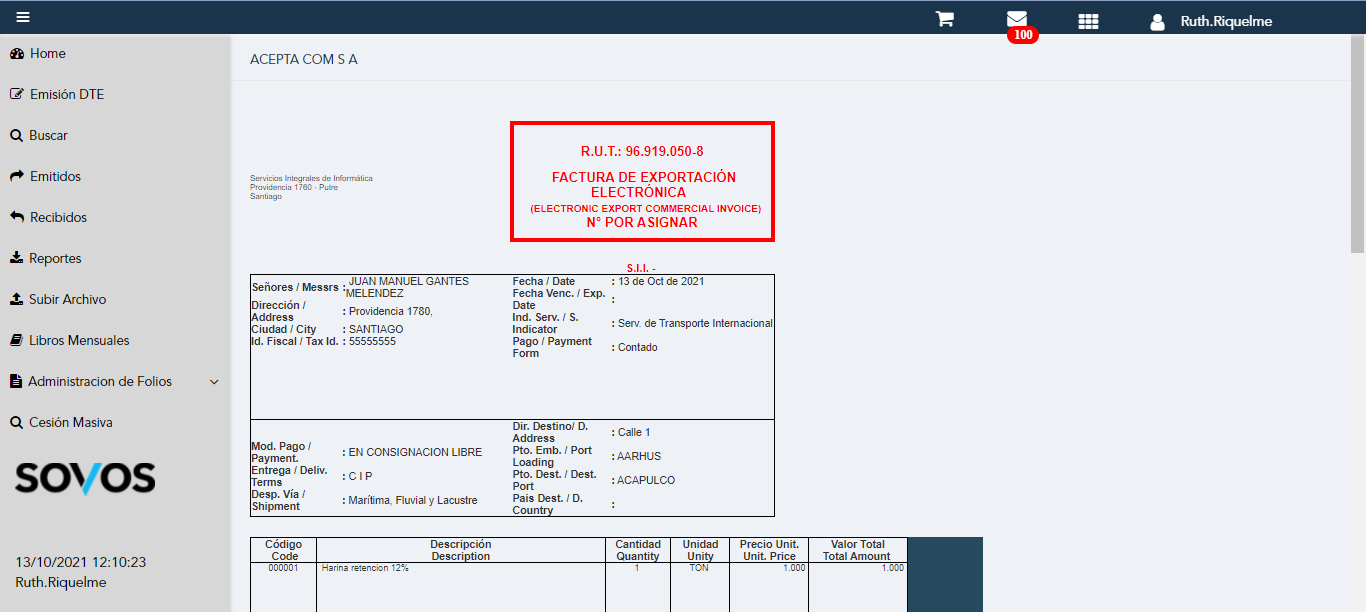 100
Ruth.Riquelme
Home
Emisión DTE
Buscar
Emitidos
Recibidos
Reportes
Subir Archivo
Libros Mensuales
Administracion de Folios
Cesión Masiva
SOVOS
13/10/2021 12:10:23
Ruth.Riquelme
ACEPTA COM S A
Servicios Integrales de Informática
Providencia 1760 - Putre
Santiago
R.U.T.: 96.919.050-8
FACTURA DE EXPORTACIÓN
ELECTRÓNICA
(ELECTRONIC EXPORT COMMERCIAL INVOICE)
N° POR ASIGNAR
S.I.I. -
Señores / Messrs : JUAN MANUEL GANTES
MELENDEZ
Dirección /
Address : Providencia 1780,
Ciudad / City : SANTIAGO
Id. Fiscal / Tax Id. : 55555555
Fecha / Date : 13 de Oct de 2021
Fecha Venc. / Exp.
Date :
Ind. Serv. / S.
Indicator : Serv. de Transporte Internacional
Pago / Payment
Form : Contado
Mod. Pago /
Payment. : EN CONSIGNACION LIBRE
Entrega / Deliv.
Terms : C I P
Desp. Vía /
Shipment : Marítima, Fluvial y Lacustre
Dir. Destino/ D.
Address : Calle 1
Pto. Emb. / Port
Loading : AARHUS
Pto. Dest. / Dest.
Port : ACAPULCO
Pais Dest. / D.
Country :
Código Descripción Cantidad Unidad Precio Unit. Valor Total
Code Description Quantity Unity Unit. Price Total Amount
000001 Harina retencion 12% 1 TON 1.000 1.000